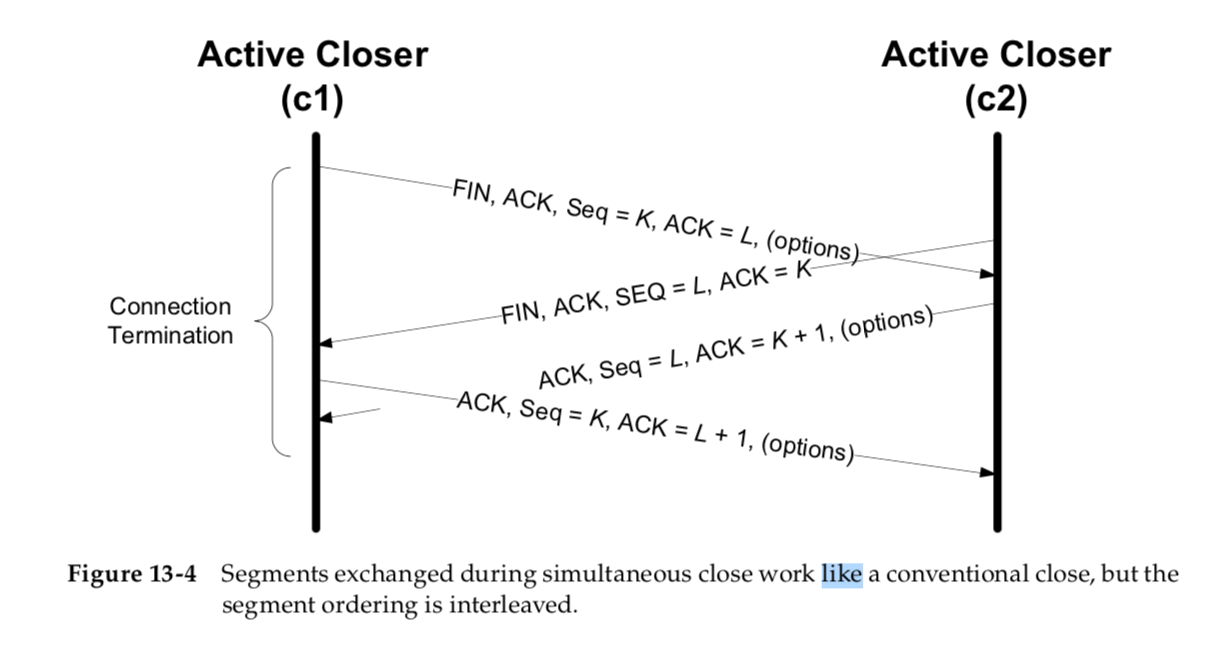 Active Closer
(c1)
Active Closer
(c2)
FIN, ACK, Seq = K, ACK = L, (options)
FIN, ACK, SEQ = L, ACK = K
Connection
Termination
ACK, Seq = L, ACK = K + 1, (options)
ACK, Seq = K, ACK = L + 1, (options)
Figure 13-4 Segments exchanged during simultaneous close work like a conventional close, but the
segment ordering is interleaved.